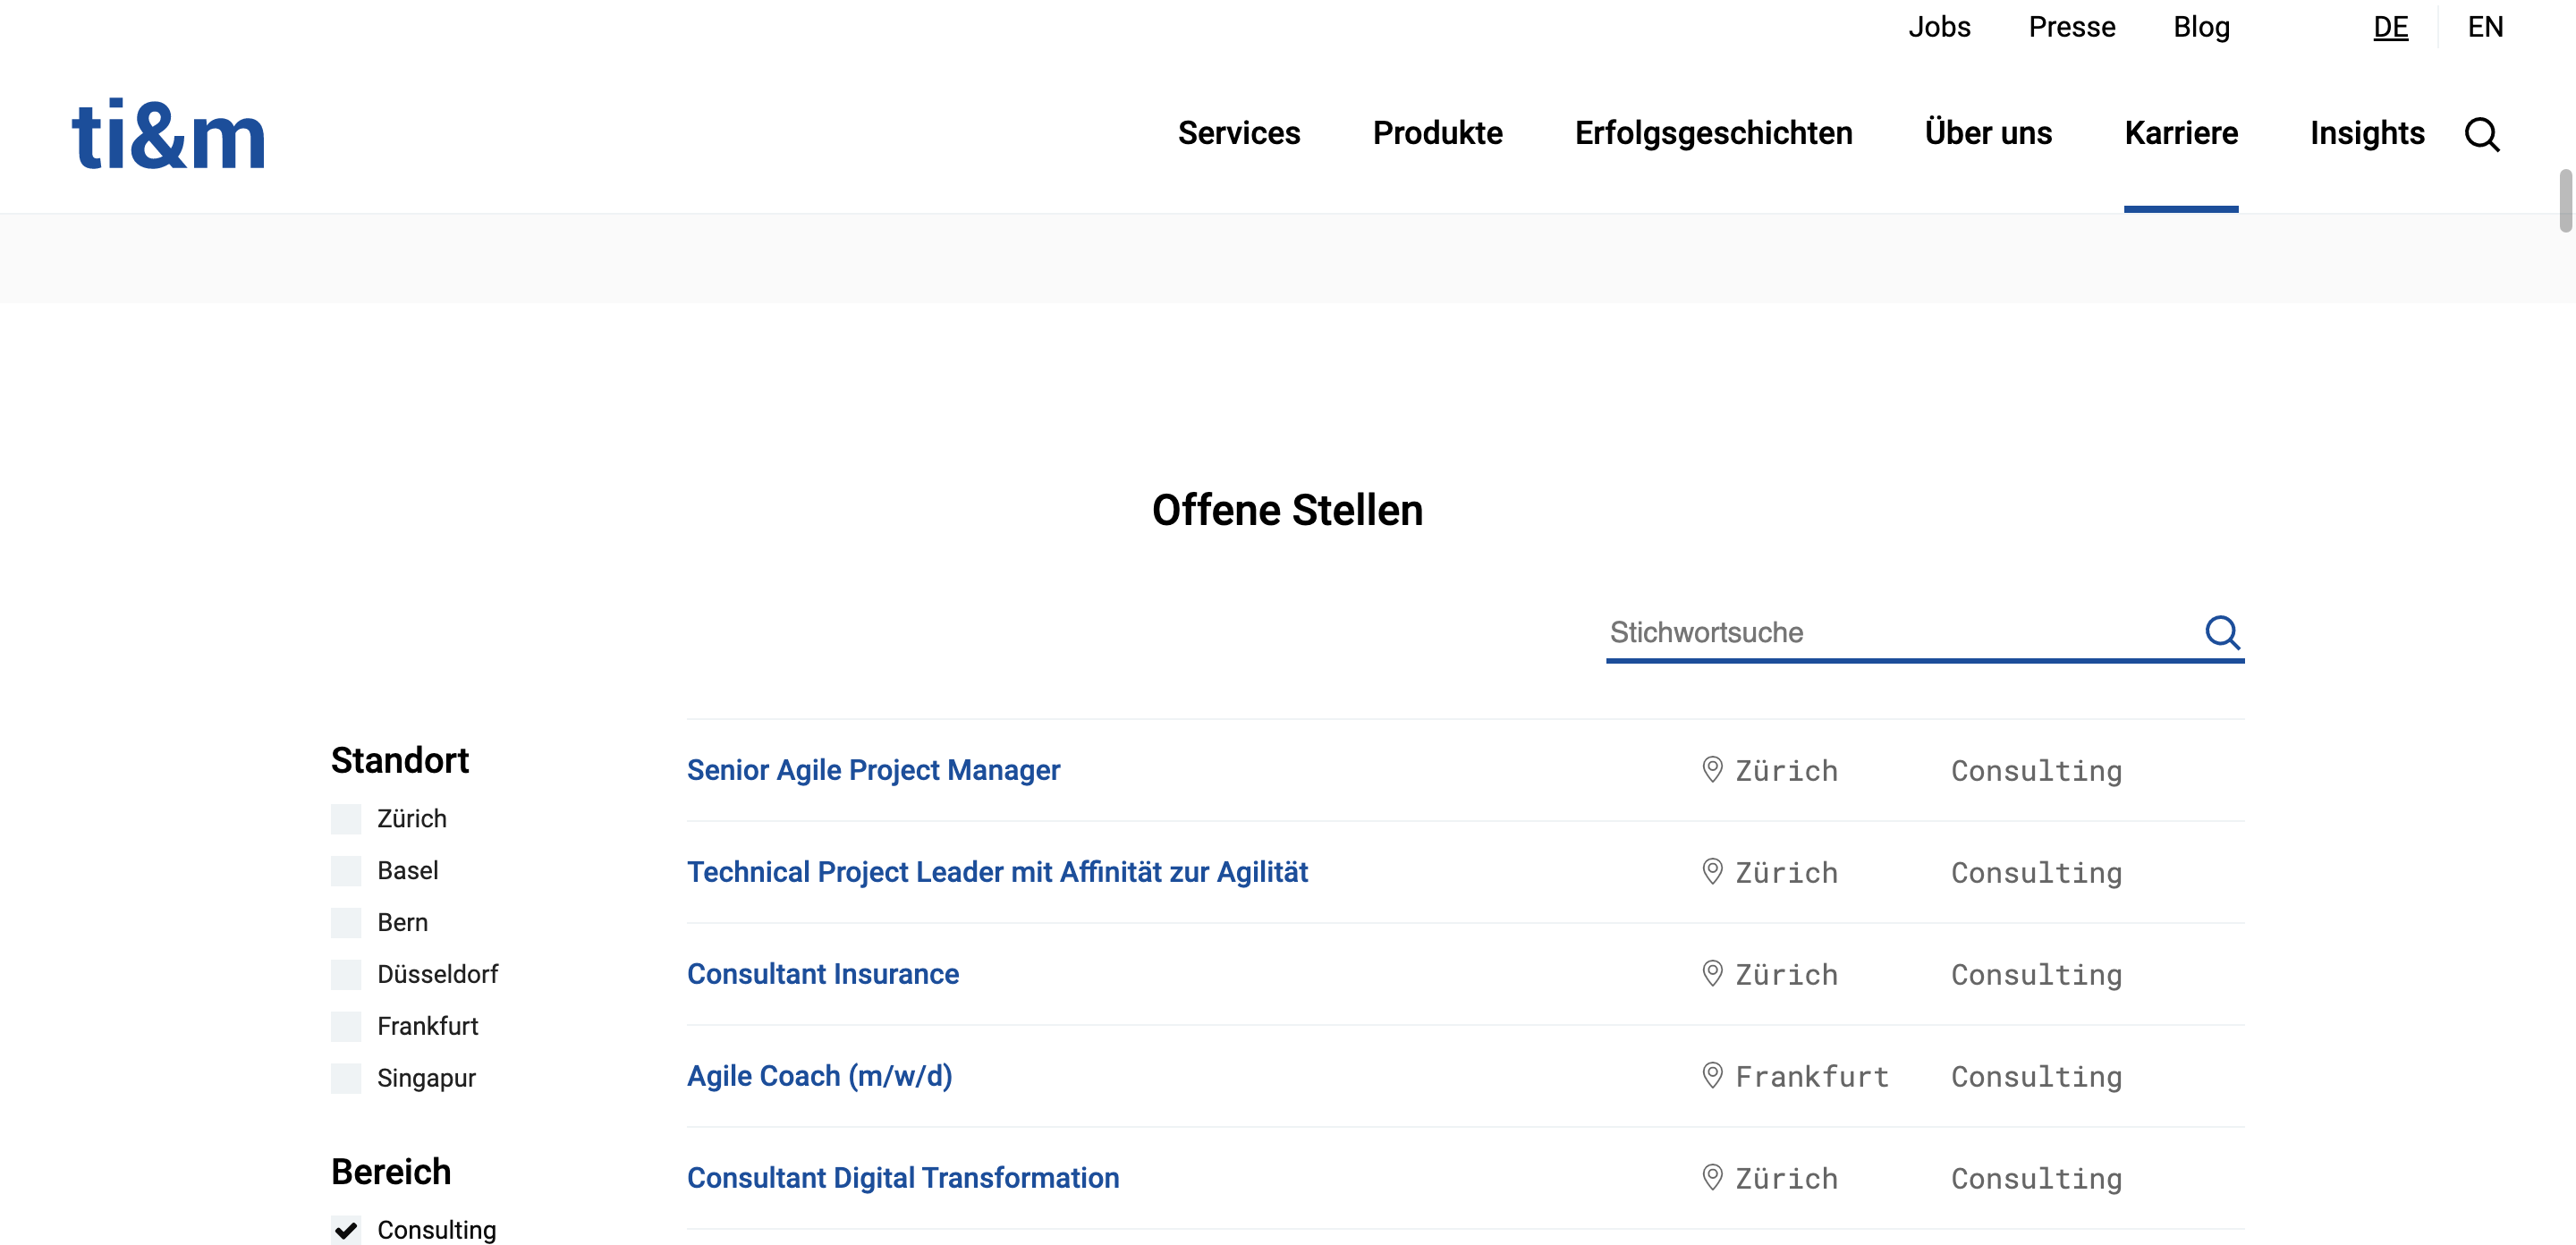 Jobs Presse Blog DE EN
ti&m
Services Produkte Erfolgsgeschichten Über uns Karriere Insights
Offene Stellen
Stichwortsuche
Standort
Zürich
Basel
Bern
Düsseldorf
Frankfurt
Singapur
Bereich
Consulting
Senior Agile Project Manager Zürich Consulting
Technical Project Leader mit Affinität zur Agilität Zürich Consulting
Consultant Insurance Zürich Consulting
Agile Coach (m/w/d) Frankfurt Consulting
Consultant Digital Transformation Zürich Consulting